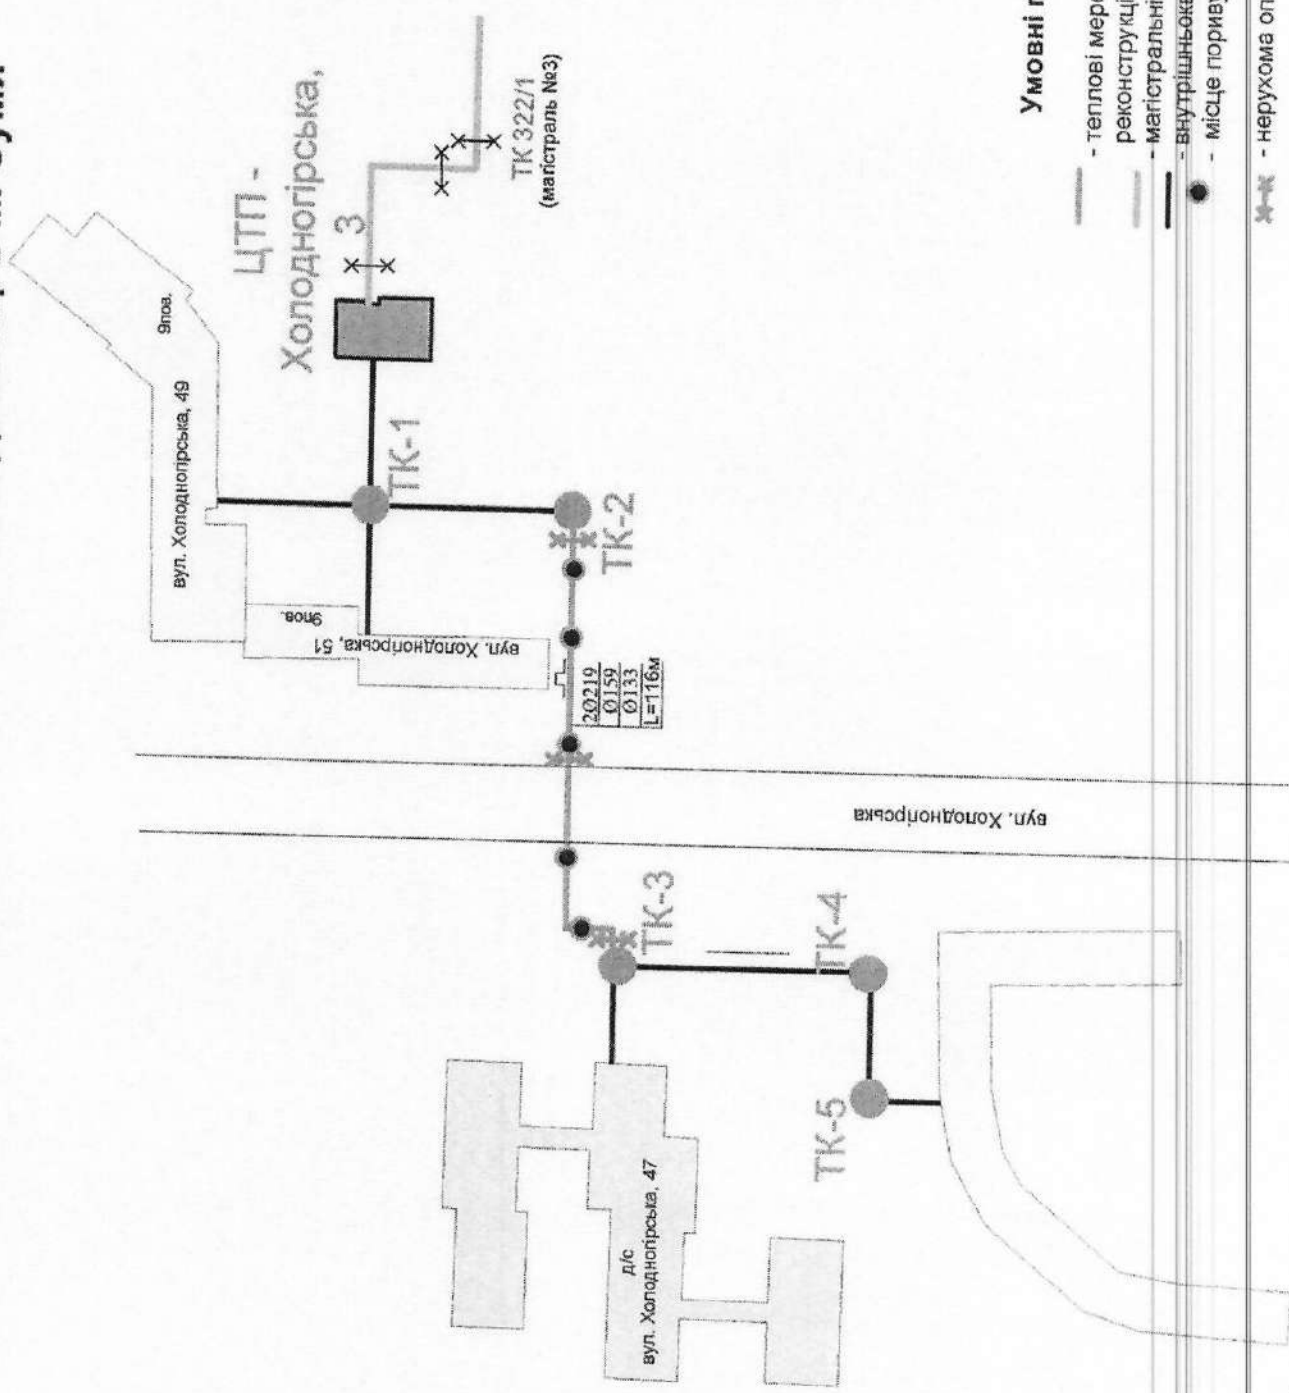 ЦТП -
Холодногірська,
3
ТК 322/1
(магістраль №3)
9пов.
вул. Холодногірська, 49
ТК-1
9пов.
вул. Холодногірська, 51
ТК-2
2Ø219
Ø159
Ø133
L=116м
вул. Холодногірська
ТК-3
ТК-4
ТК-5
д/с
вул. Холодногірська, 47
Умовні п
- теплові мере
реконструкці
- магістральні
- внутрішньоква
- місце пориву
- нерухома оп